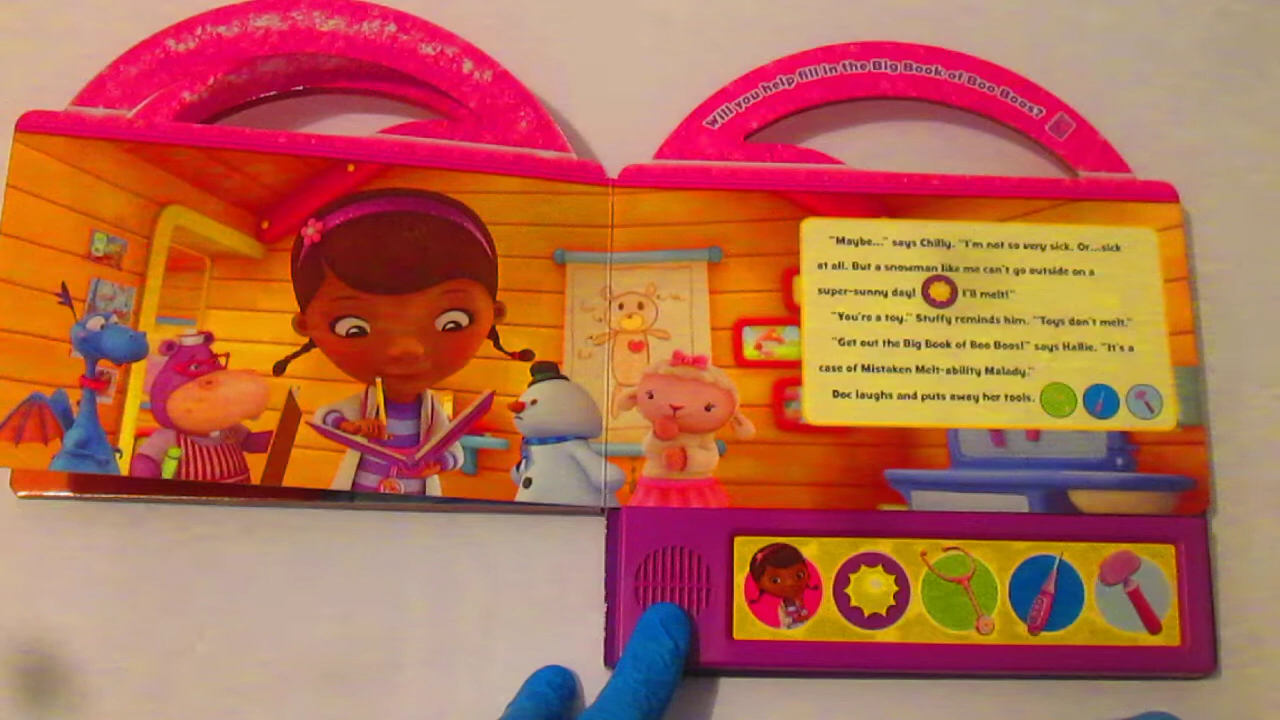 Will you help fill in the Big Book of Boo Boos?
"Maybe..." says Chilly. "I'm not so very sick. Or...sick
at all. But a snowman like me can't go outside on a
super-sunny day! I'll melt!"
"You're a toy." Stuffy reminds him. "Toys don't melt."
"Get out the Big Book of Boo Boos!" says Hallie. "It's a
case of Mistaken Melt-ability Malady."
Doc laughs and puts away her tools.